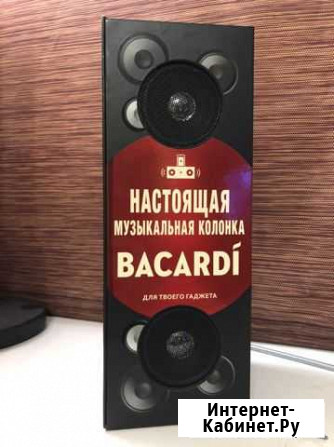 НАСТОЯЩАЯ
МУЗЫКАЛЬНАЯ КОЛОНКА
BACARDÍ
ДЛЯ ТВОЕГО ГАДЖЕТА
Интернет-
Кабинет.Ру